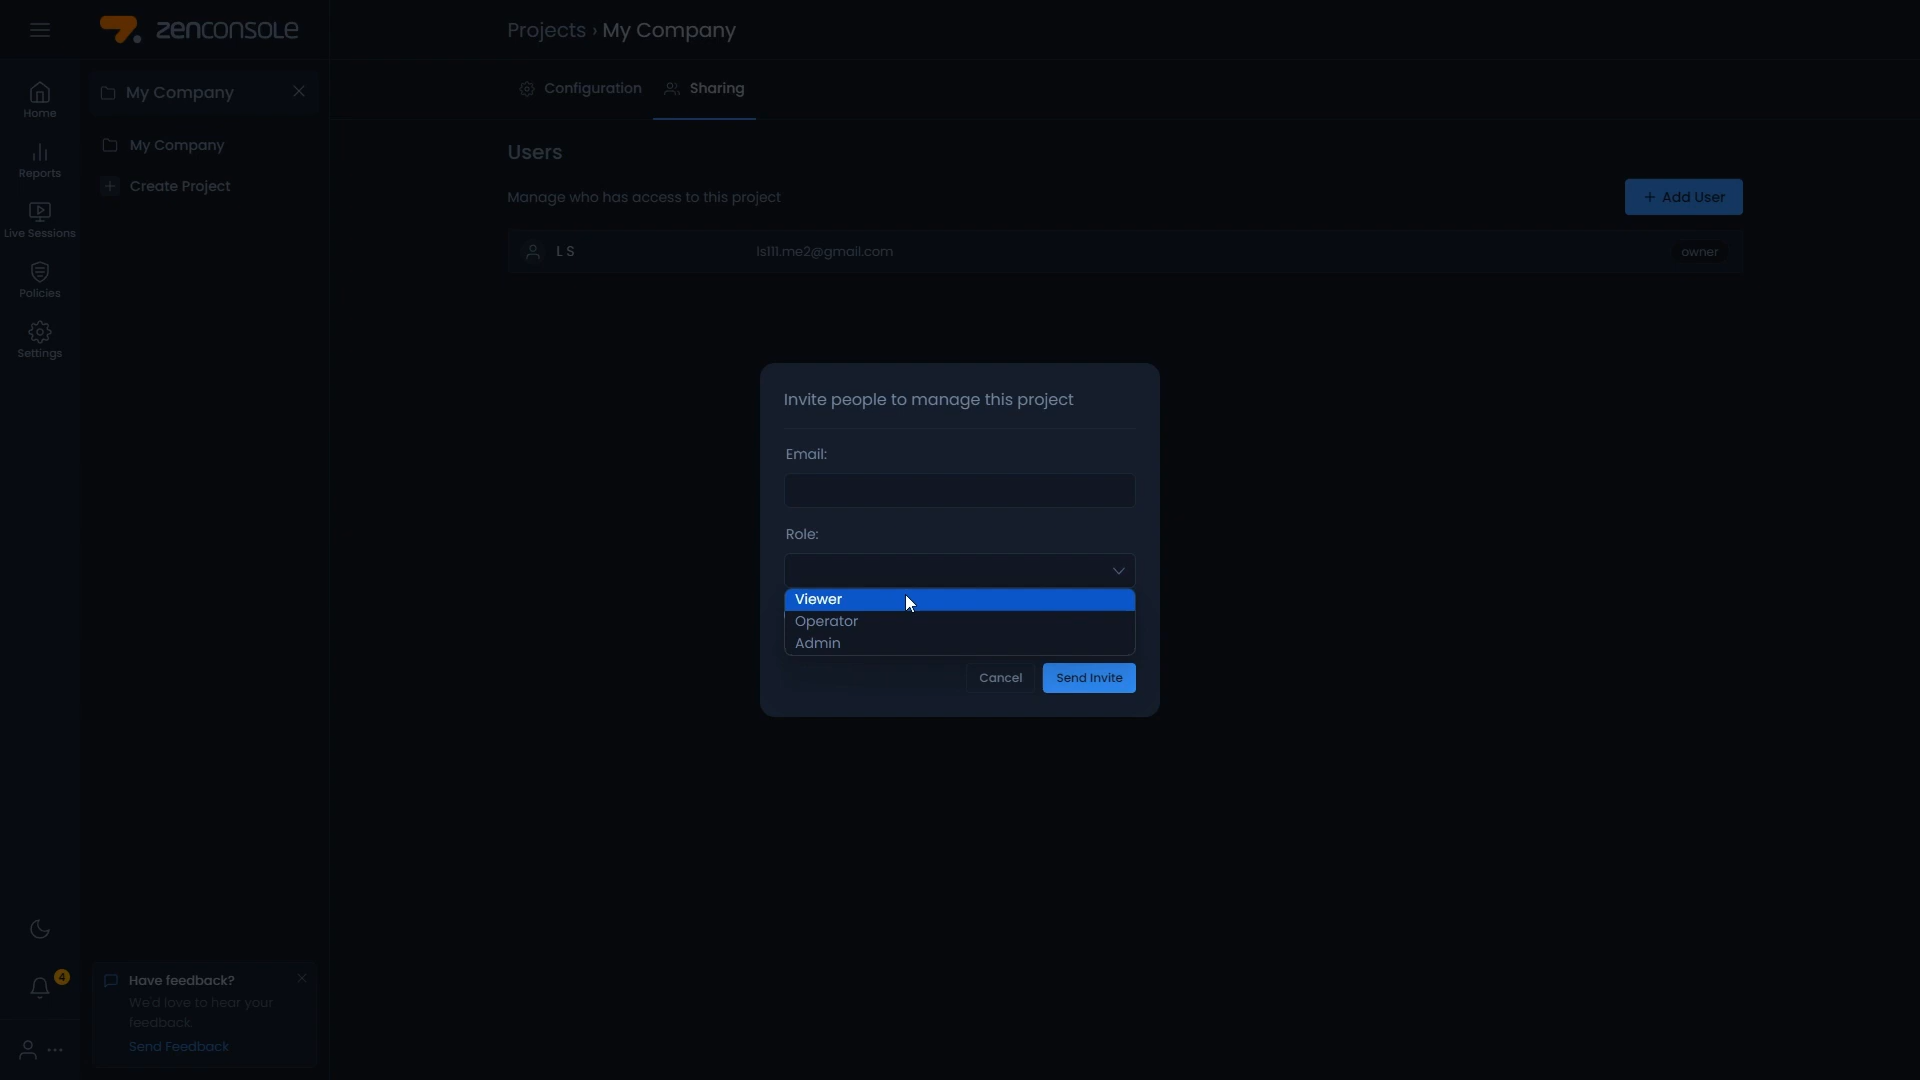 zenconsole
Projects › My Company
Home
Reports
Live Sessions
Policies
Settings
My Company
My Company
Create Project
Configuration
Sharing
Users
Manage who has access to this project
+ Add User
L S
ls111.me2@gmail.com
owner
Invite people to manage this project
Email:
Role:
Viewer
Operator
Admin
Cancel
Send Invite
4
Have feedback?
We'd love to hear your
feedback.
Send Feedback